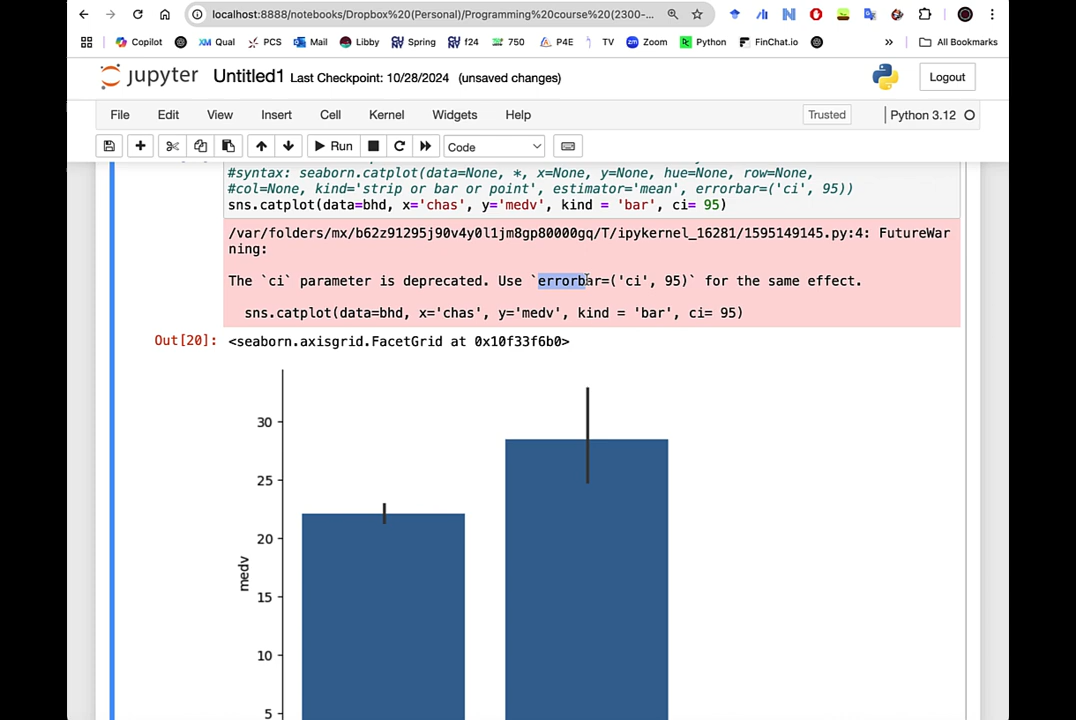 localhost:8888/notebooks/Dropbox%20(Personal)/Programming%20course%20(2300-...
Copilot Qual PCS Mail Libby Spring f24 750 P4E TV Zoom Python FinChat.io » All Bookmarks
jupyter Untitled1 Last Checkpoint: 10/28/2024 (unsaved changes) Logout
File Edit View Insert Cell Kernel Widgets Help Trusted Python 3.12
Run Code
#syntax: seaborn.catplot(data=None, *, x=None, y=None, hue=None, row=None,
#col=None, kind='strip or bar or point', estimator='mean', errorbar=('ci', 95))
sns.catplot(data=bhd, x='chas', y='medv', kind = 'bar', ci= 95)
/var/folders/mx/b62z91295j90v4y0l1jm8gp80000gq/T/ipykernel_16281/1595149145.py:4: FutureWar
ning:
The `ci` parameter is deprecated. Use `errorbar=('ci', 95)` for the same effect.
sns.catplot(data=bhd, x='chas', y='medv', kind = 'bar', ci= 95)
Out[20]: <seaborn.axisgrid.FacetGrid at 0x10f33f6b0>
30
25
20
medv
15
10
5